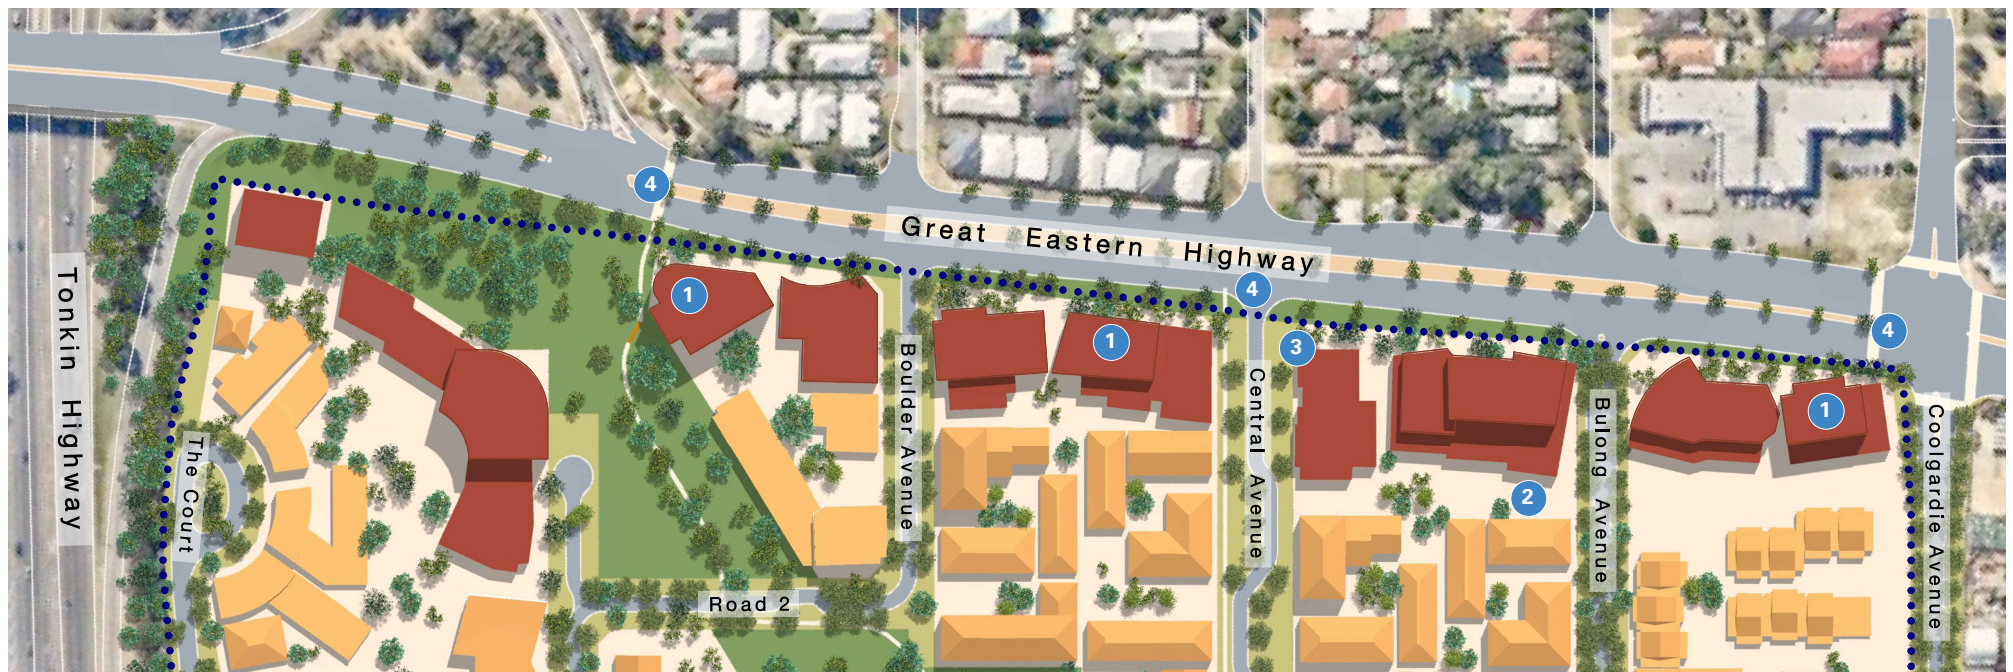 4
Great Eastern Highway
Tonkin Highway
1
4
1
3
4
1
The Court
Boulder Avenue
Central Avenue
Bulong Avenue
Coolgardie Avenue
2
Road 2